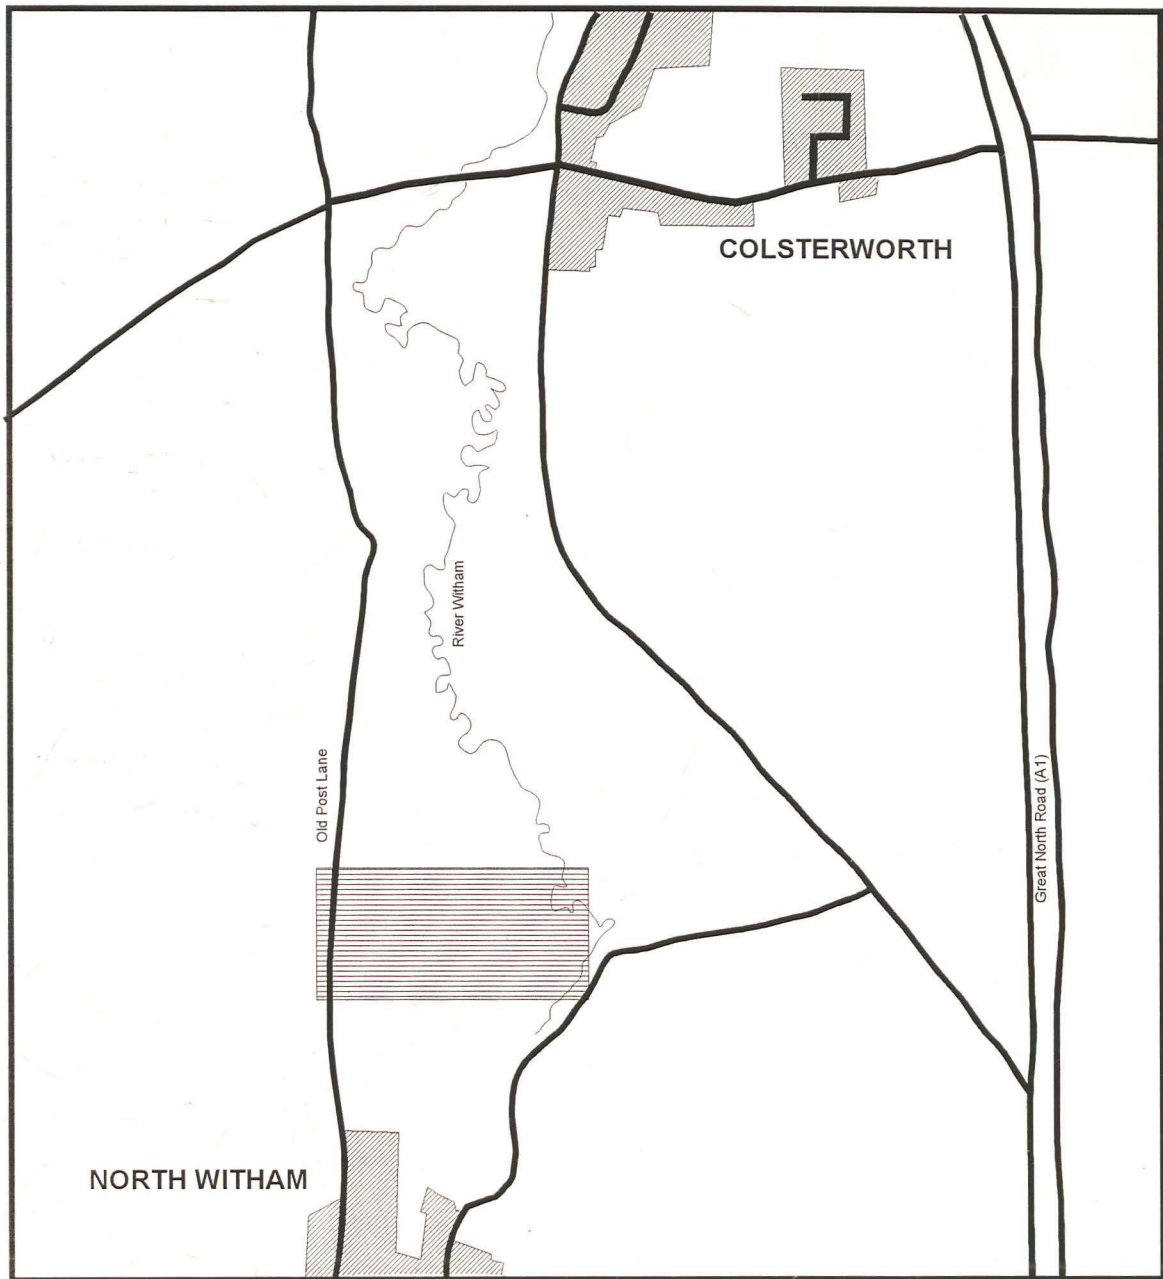 COLSTERWORTH
River Witham
Old Post Lane
Great North Road (A1)
NORTH WITHAM